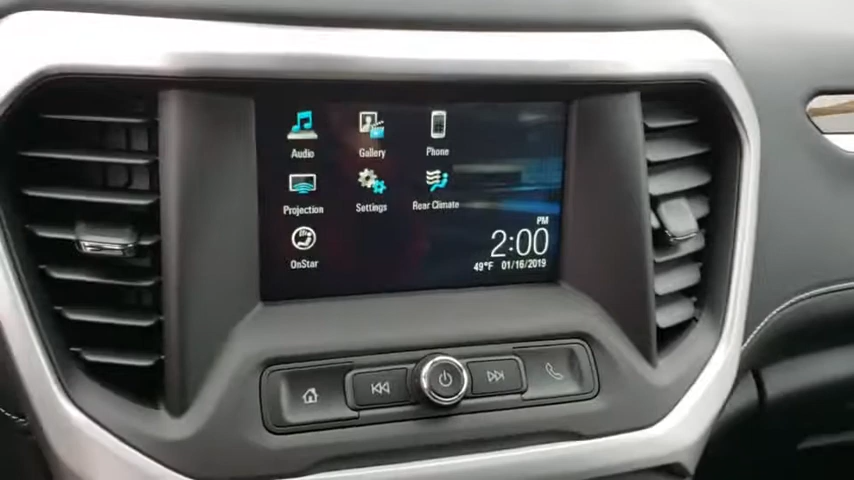 Audio
Gallery
Phone
Projection
Settings
Rear Climate
OnStar
PM
2:00
49°F 01/16/2019